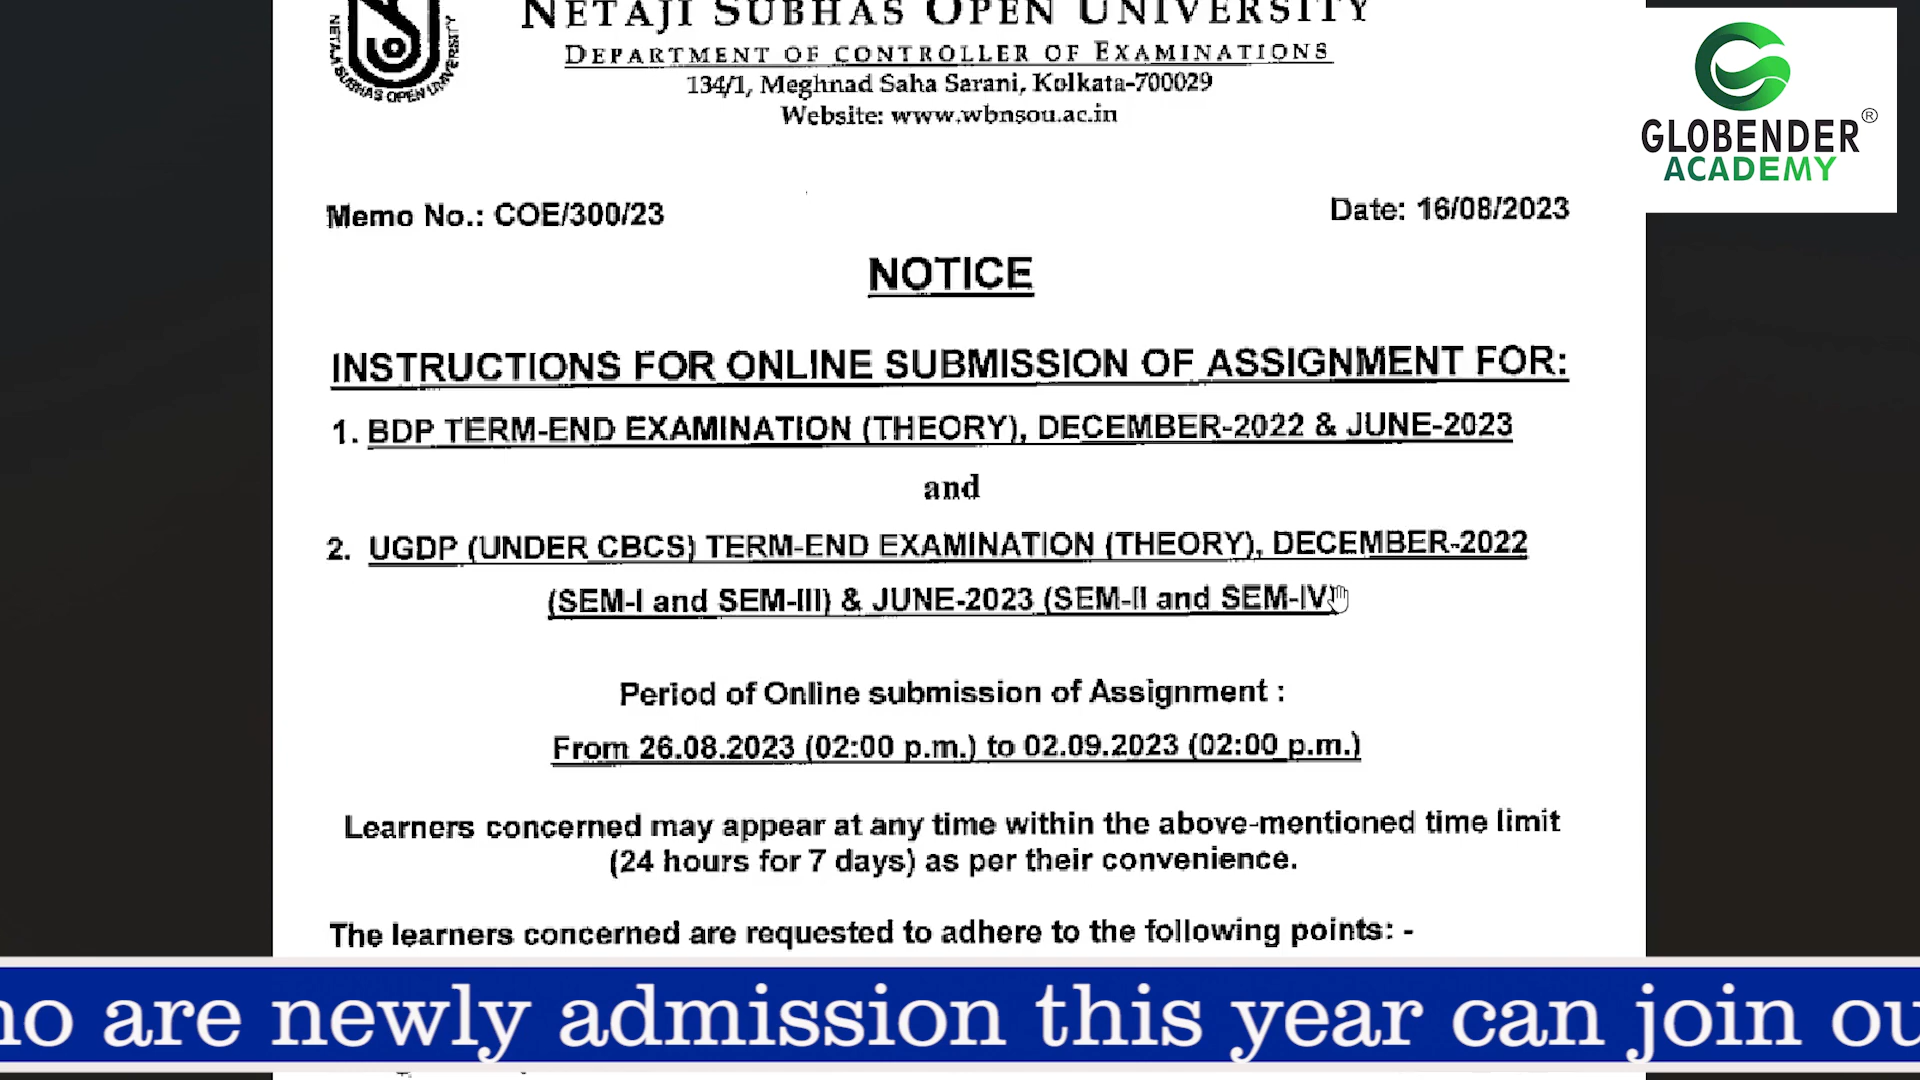 NETAJI SUBHAS OPEN UNIVERSITY
DEPARTMENT OF CONTROLLER OF EXAMINATIONS
134/1, Meghnad Saha Sarani, Kolkata-700029
Website: www.wbnsou.ac.in
NETAJI SUBHAS OPEN UNIVERSITY
GLOBENDER®
ACADEMY
Memo No.: COE/300/23
Date: 16/08/2023
NOTICE
INSTRUCTIONS FOR ONLINE SUBMISSION OF ASSIGNMENT FOR:
1. BDP TERM-END EXAMINATION (THEORY), DECEMBER-2022 & JUNE-2023
and
2. UGDP (UNDER CBCS) TERM-END EXAMINATION (THEORY), DECEMBER-2022
(SEM-I and SEM-III) & JUNE-2023 (SEM-II and SEM-IV)
Period of Online submission of Assignment :
From 26.08.2023 (02:00 p.m.) to 02.09.2023 (02:00 p.m.)
Learners concerned may appear at any time within the above-mentioned time limit
(24 hours for 7 days) as per their convenience.
The learners concerned are requested to adhere to the following points: -
are newly admission this year can join